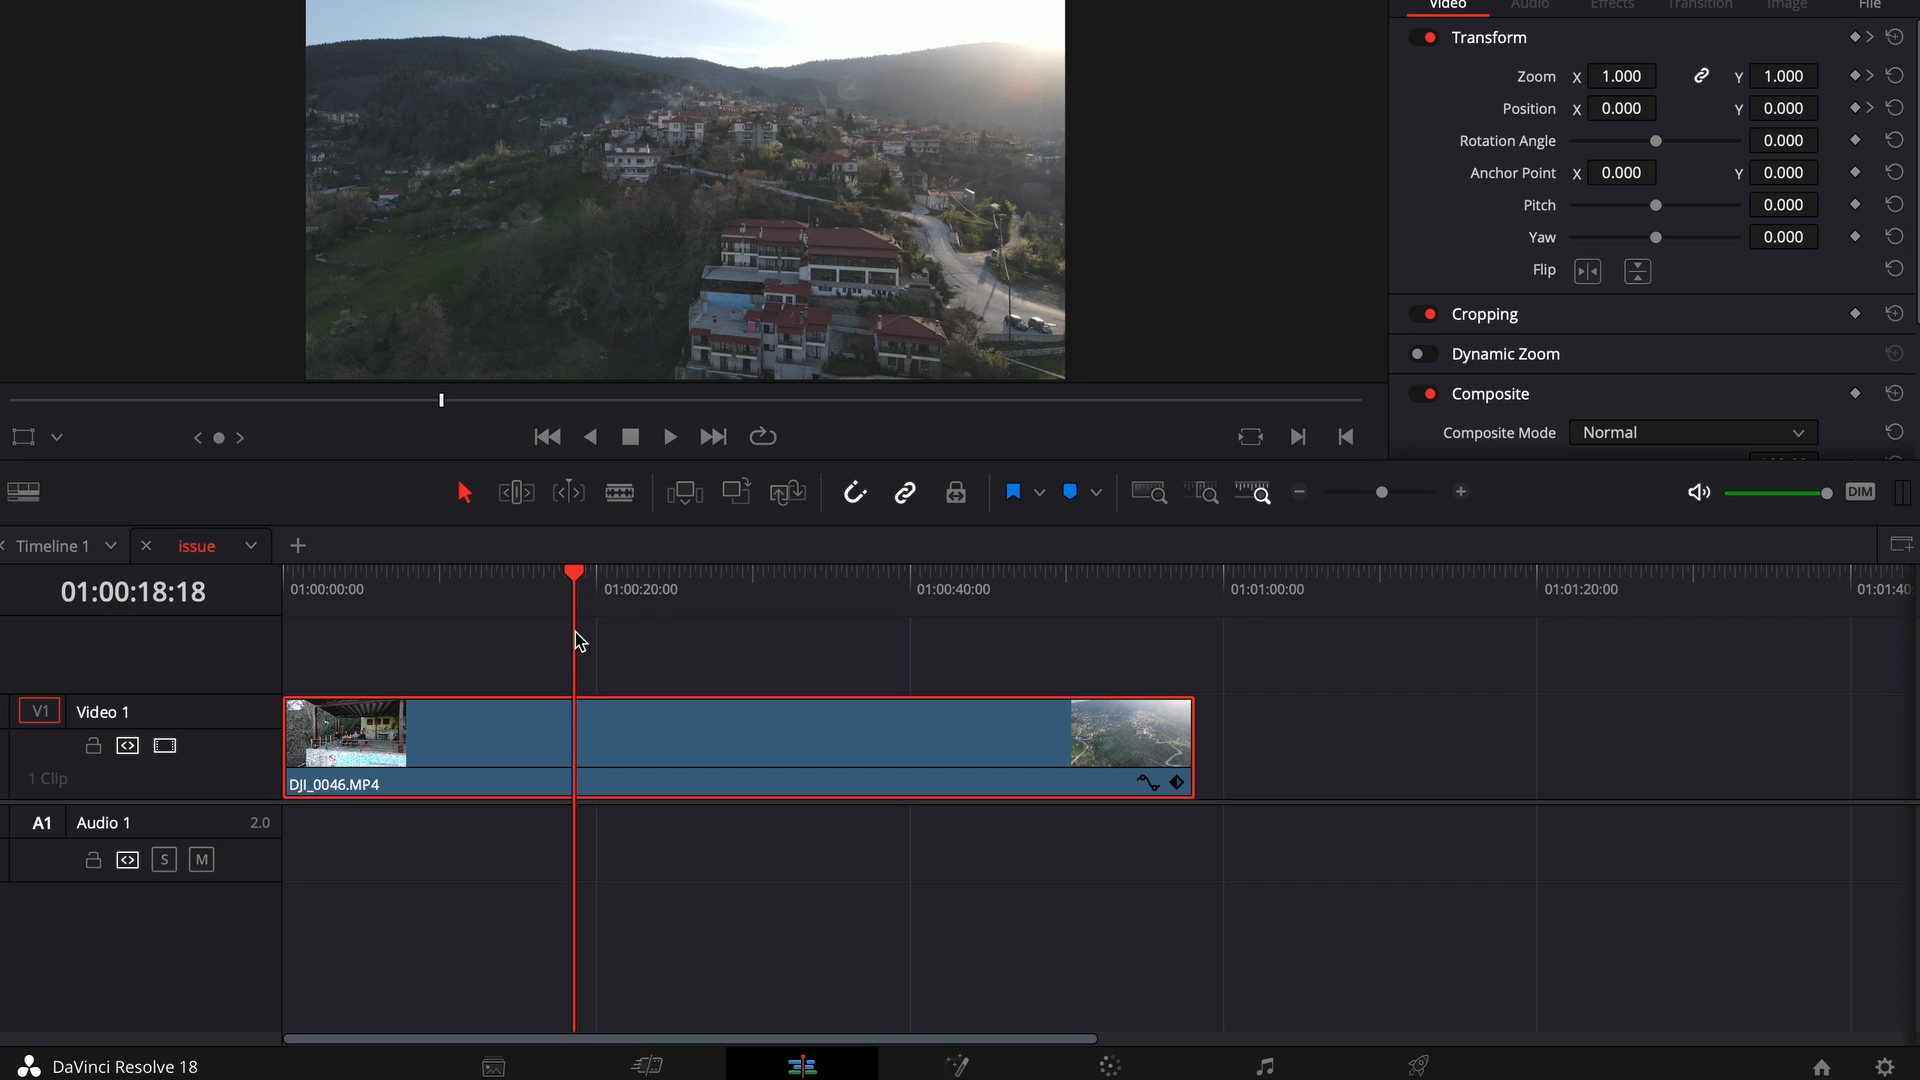 Video Audio Effects Transition Image File
Transform
Zoom X 1.000 Y 1.000
Position X 0.000 Y 0.000
Rotation Angle 0.000
Anchor Point X 0.000 Y 0.000
Pitch 0.000
Yaw 0.000
Flip
Cropping
Dynamic Zoom
Composite
Composite Mode Normal
DIM
Timeline 1 issue
01:00:18:18
01:00:00:00 01:00:20:00 01:00:40:00 01:01:00:00 01:01:20:00 01:01:40
V1 Video 1
1 Clip
DJI_0046.MP4
A1 Audio 1 2.0
S M
DaVinci Resolve 18